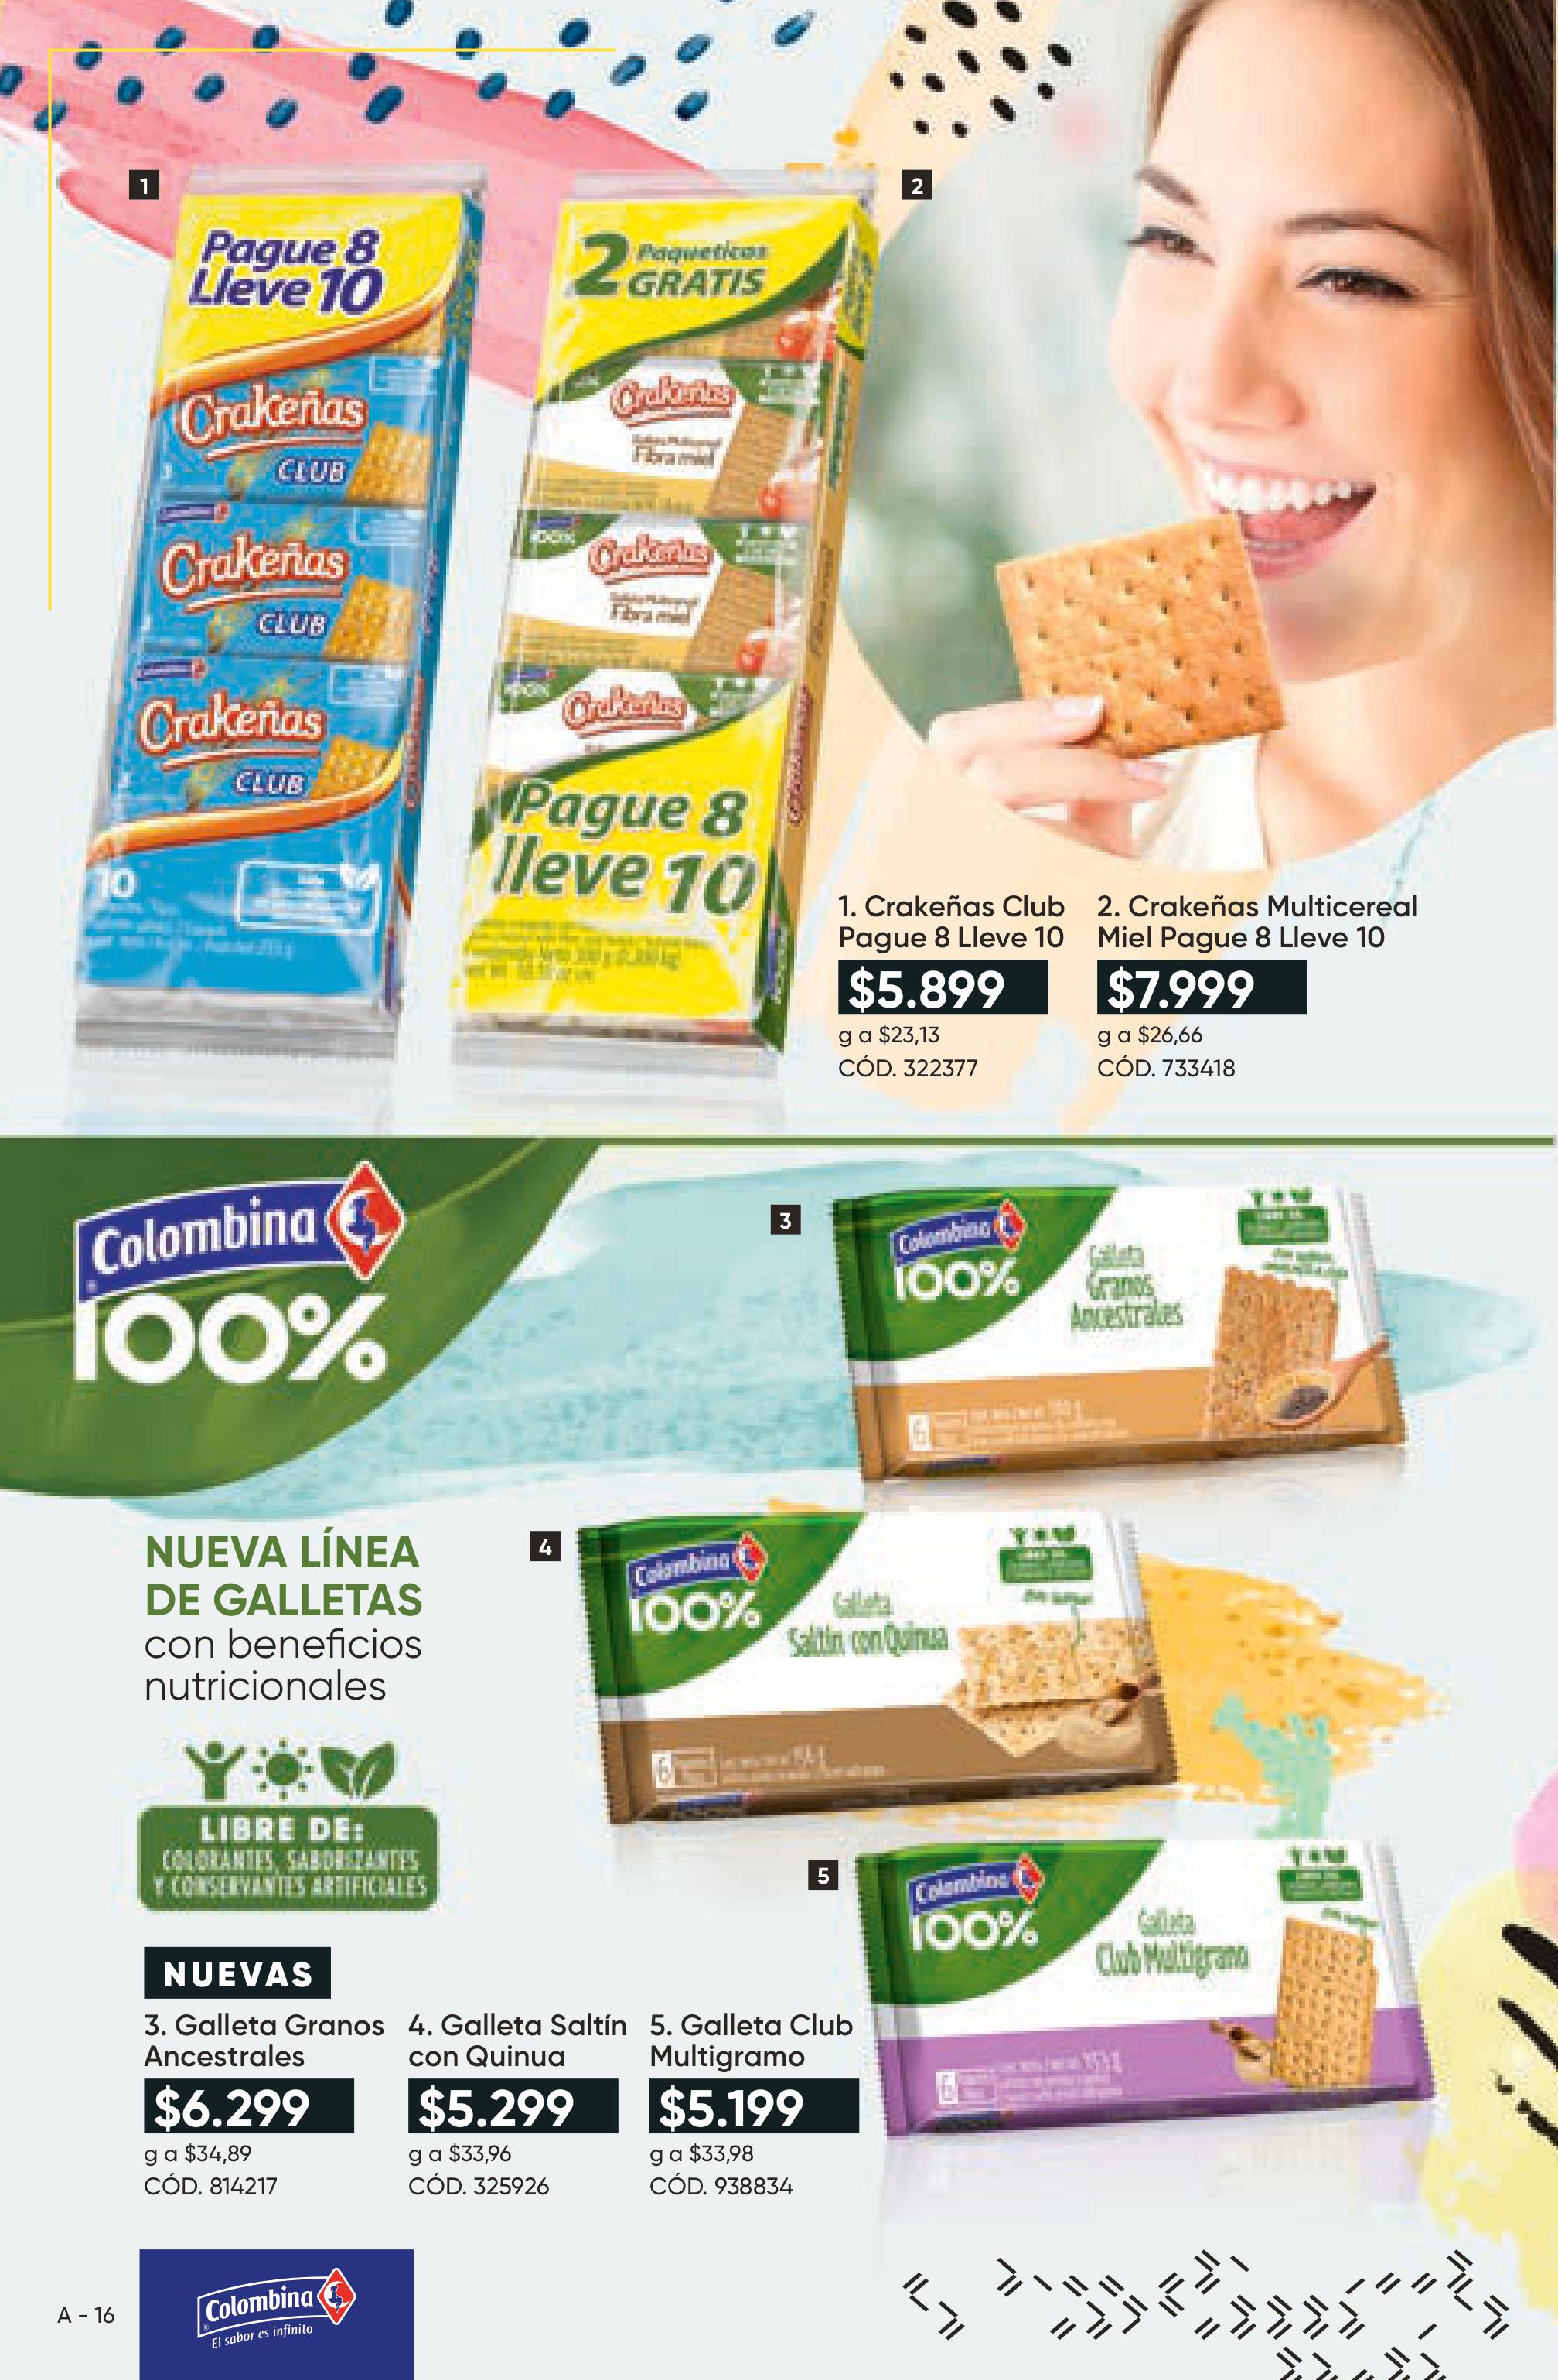 1
Pague 8
Lleve 10
Crakeñas
CLUB
Crakeñas
CLUB
Crakeñas
CLUB
10
2
2 Paqueticos
GRATIS
Crakeñas
Fibra miel
100%
Crakeñas
Fibra miel
Crakeñas
Pague 8
lleve 10
1. Crakeñas Club
Pague 8 Lleve 10
$5.899
g a $23,13
CÓD. 322377
2. Crakeñas Multicereal
Miel Pague 8 Lleve 10
$7.999
g a $26,66
CÓD. 733418
Colombina
100%
3
Colombina
100%
Galleta
Granos
Ancestrales
6
NUEVA LÍNEA
DE GALLETAS
con beneficios
nutricionales
LIBRE DE:
COLORANTES, SABORIZANTES
Y CONSERVANTES ARTIFICIALES
4
Colombina
100%
Galleta
Saltín con Quinua
6
5
Colombina
100%
Galleta
Club Multigrano
6
NUEVAS
3. Galleta Granos
Ancestrales
$6.299
g a $34,89
CÓD. 814217
4. Galleta Saltín
con Quinua
$5.299
g a $33,96
CÓD. 325926
5. Galleta Club
Multigramo
$5.199
g a $33,98
CÓD. 938834
A - 16
Colombina
El sabor es infinito